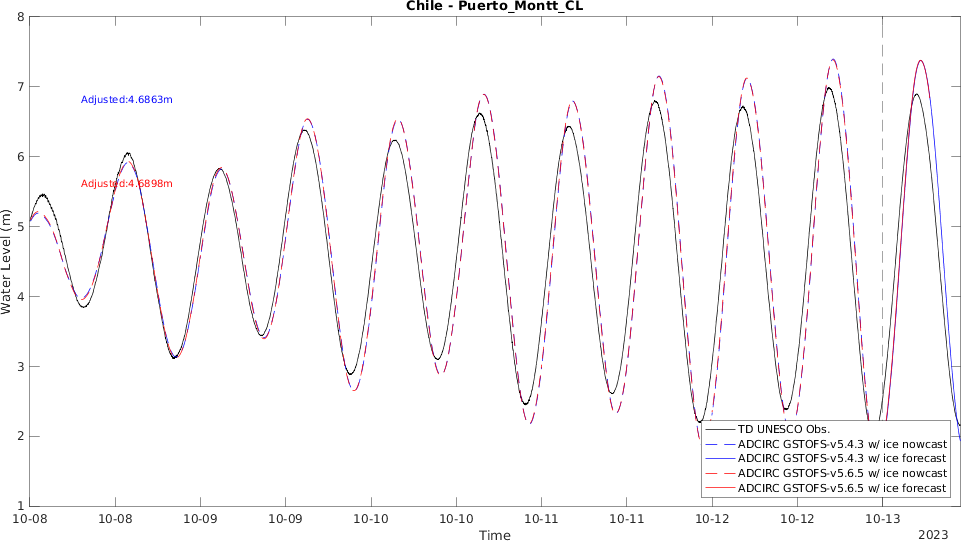 Chile - Puerto_Montt_CL
8
7
6
5
4
3
2
1
Water Level (m)
Adjusted:4.6863m
Adjusted:4.6898m
TD UNESCO Obs.
ADCIRC GSTOFS-v5.4.3 w/ ice nowcast
ADCIRC GSTOFS-v5.4.3 w/ ice forecast
ADCIRC GSTOFS-v5.6.5 w/ ice nowcast
ADCIRC GSTOFS-v5.6.5 w/ ice forecast
10-08 10-08 10-09 10-09 10-10 10-10 10-11 10-11 10-12 10-12 10-13
Time
2023